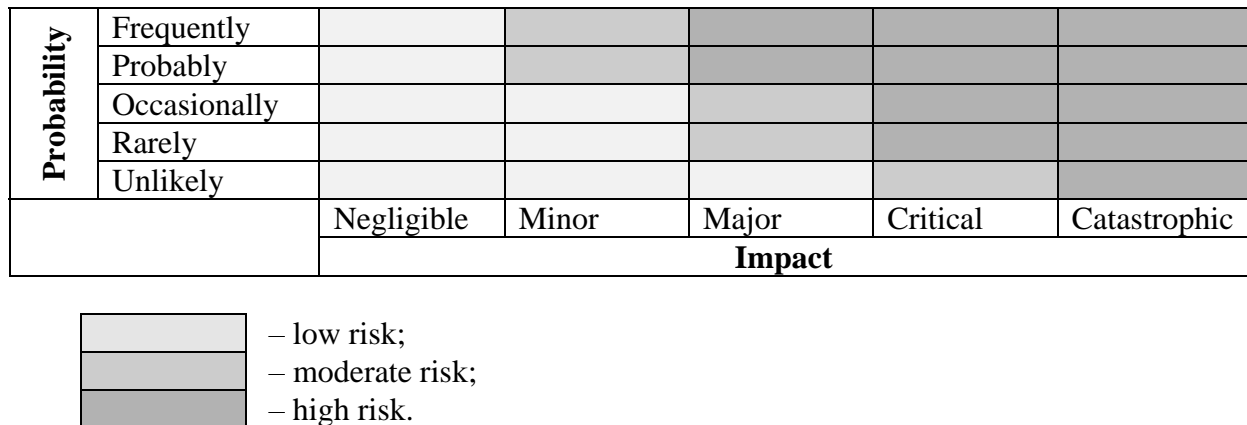 Probability
Frequently
Probably
Occasionally
Rarely
Unlikely
Negligible Minor Major Critical Catastrophic
Impact
– low risk;
– moderate risk;
– high risk.